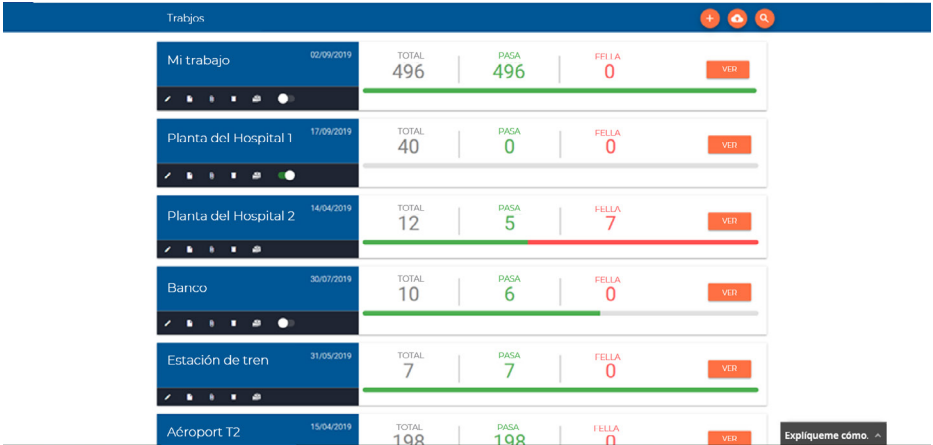 Trabjos
Mi trabajo 02/09/2019 TOTAL PASA FELLA
496 496 0 VER
Planta del Hospital 1 17/09/2019 TOTAL PASA FELLA
40 0 0 VER
Planta del Hospital 2 14/04/2019 TOTAL PASA FELLA
12 5 7 VER
Banco 30/07/2019 TOTAL PASA FELLA
10 6 0 VER
Estación de tren 31/05/2019 TOTAL PASA FELLA
7 7 0 VER
Aéroport T2 15/04/2019 TOTAL PASA FELLA
198 198 0 VER
Explíqueme cómo.